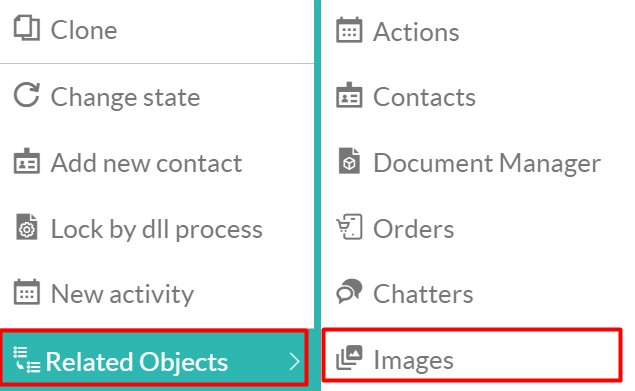 Clone
Change state
Add new contact
Lock by dll process
New activity
Related Objects
Actions
Contacts
Document Manager
Orders
Chatters
Images